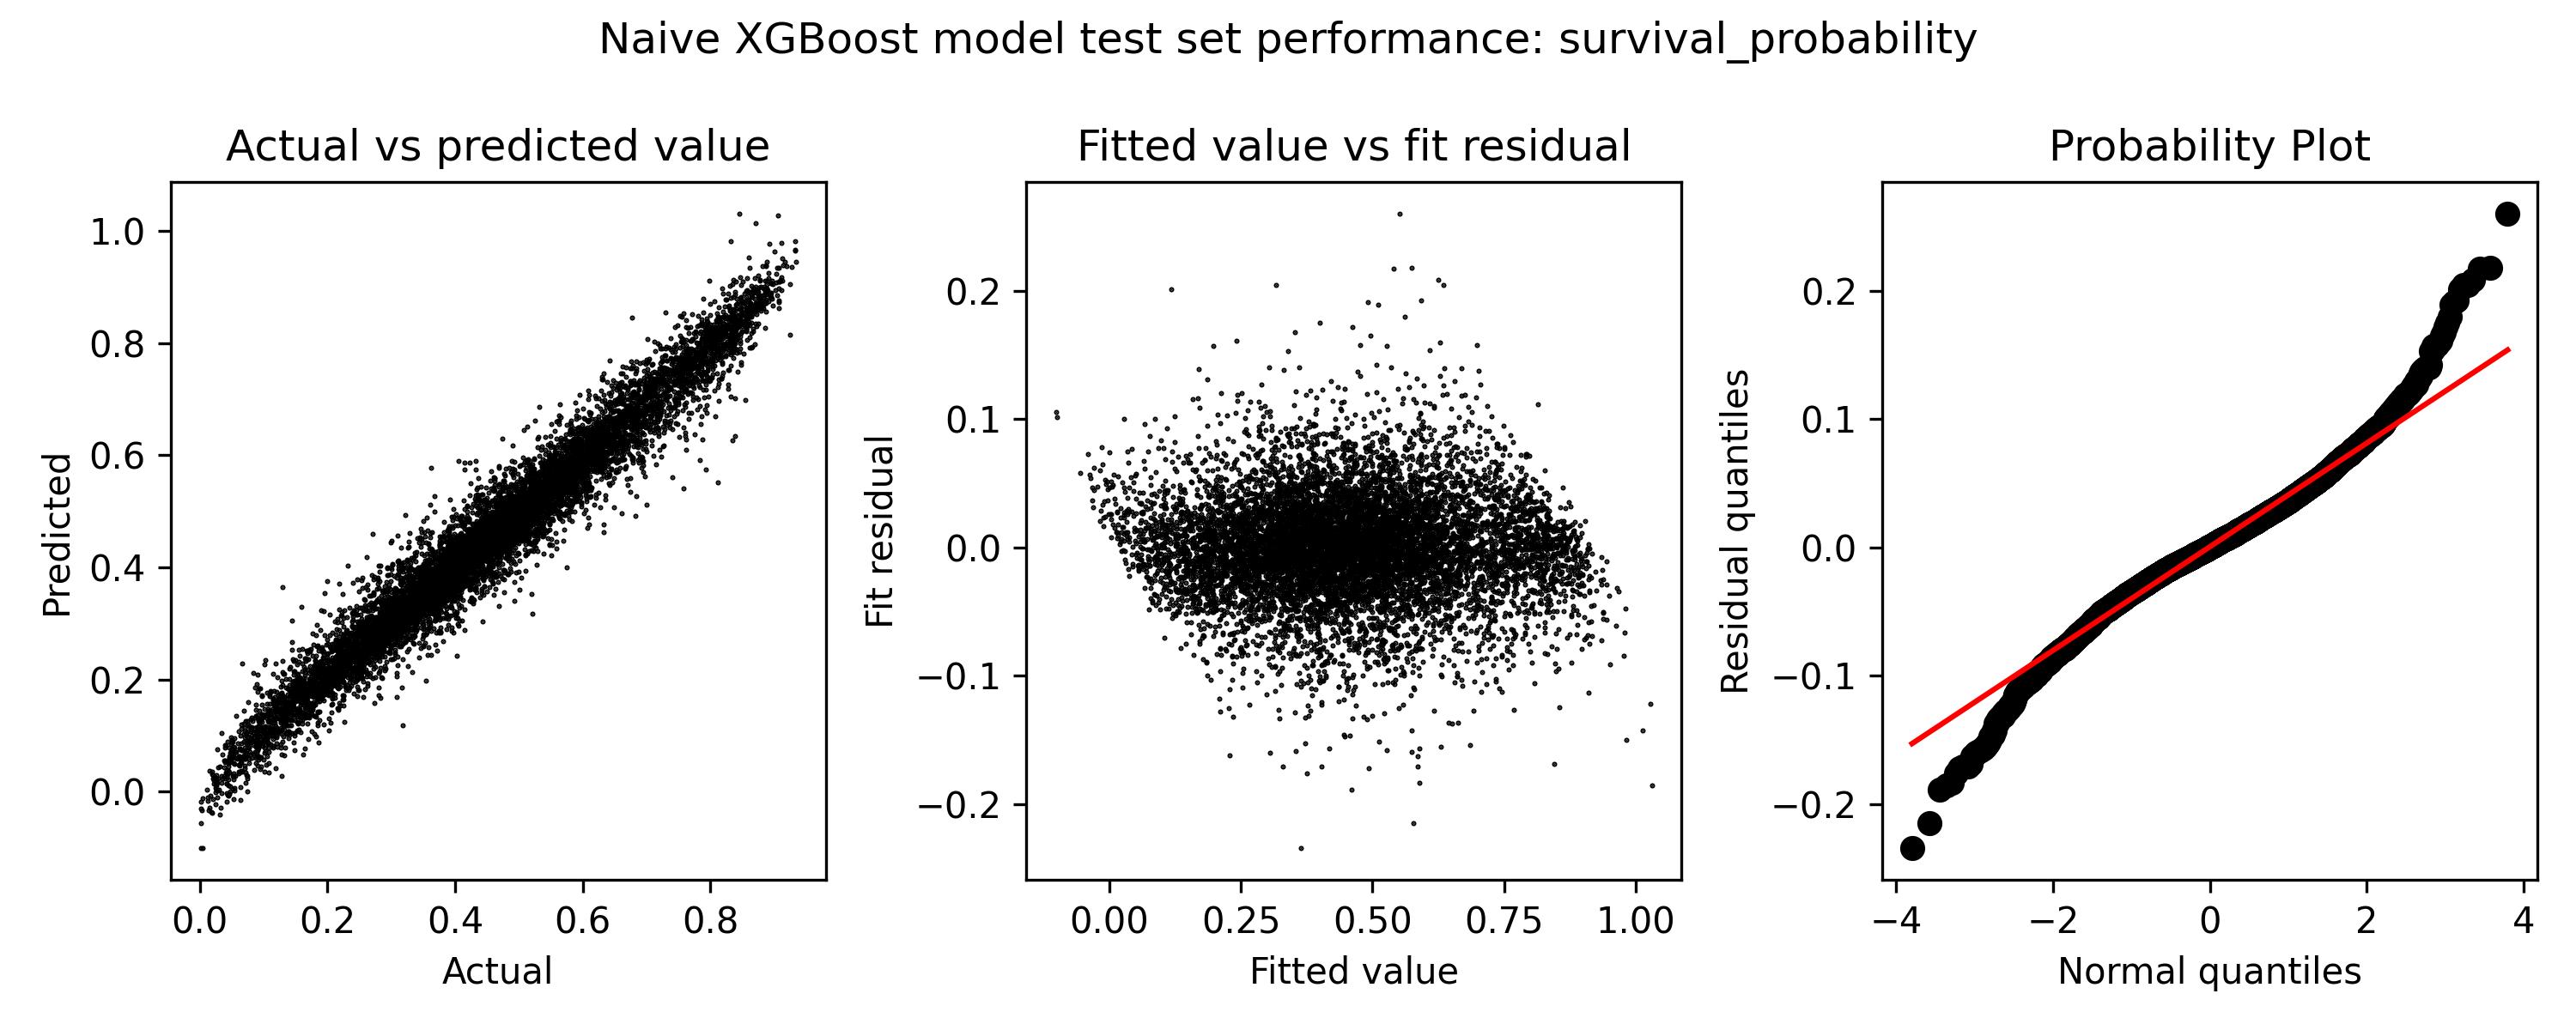 Naive XGBoost model test set performance: survival_probability
Actual vs predicted value
Predicted
1.0
0.8
0.6
0.4
0.2
0.0
0.0 0.2 0.4 0.6 0.8
Actual
Fitted value vs fit residual
Fit residual
0.2
0.1
0.0
−0.1
−0.2
0.00 0.25 0.50 0.75 1.00
Fitted value
Probability Plot
Residual quantiles
0.2
0.1
0.0
−0.1
−0.2
−4 −2 0 2 4
Normal quantiles